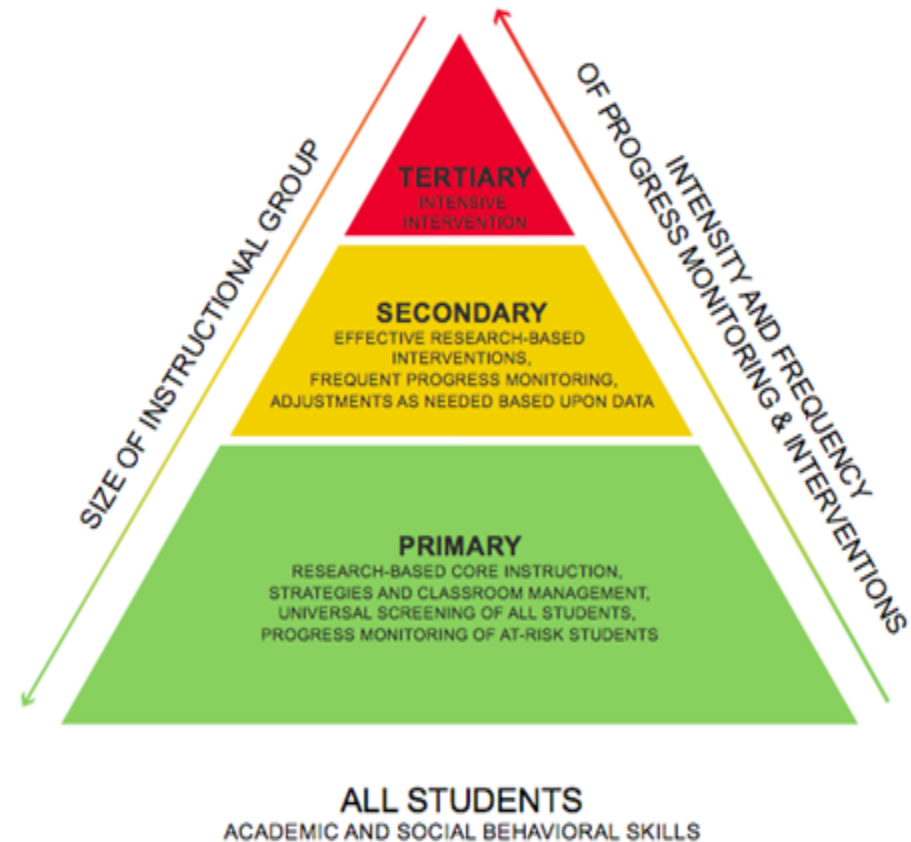 SIZE OF INSTRUCTIONAL GROUP
INTENSITY AND FREQUENCY
OF PROGRESS MONITORING & INTERVENTIONS
TERTIARY
INTENSIVE
INTERVENTION
SECONDARY
EFFECTIVE RESEARCH-BASED
INTERVENTIONS,
FREQUENT PROGRESS MONITORING,
ADJUSTMENTS AS NEEDED BASED UPON DATA
PRIMARY
RESEARCH-BASED CORE INSTRUCTION,
STRATEGIES AND CLASSROOM MANAGEMENT,
UNIVERSAL SCREENING OF ALL STUDENTS,
PROGRESS MONITORING OF AT-RISK STUDENTS
ALL STUDENTS
ACADEMIC AND SOCIAL BEHAVIORAL SKILLS